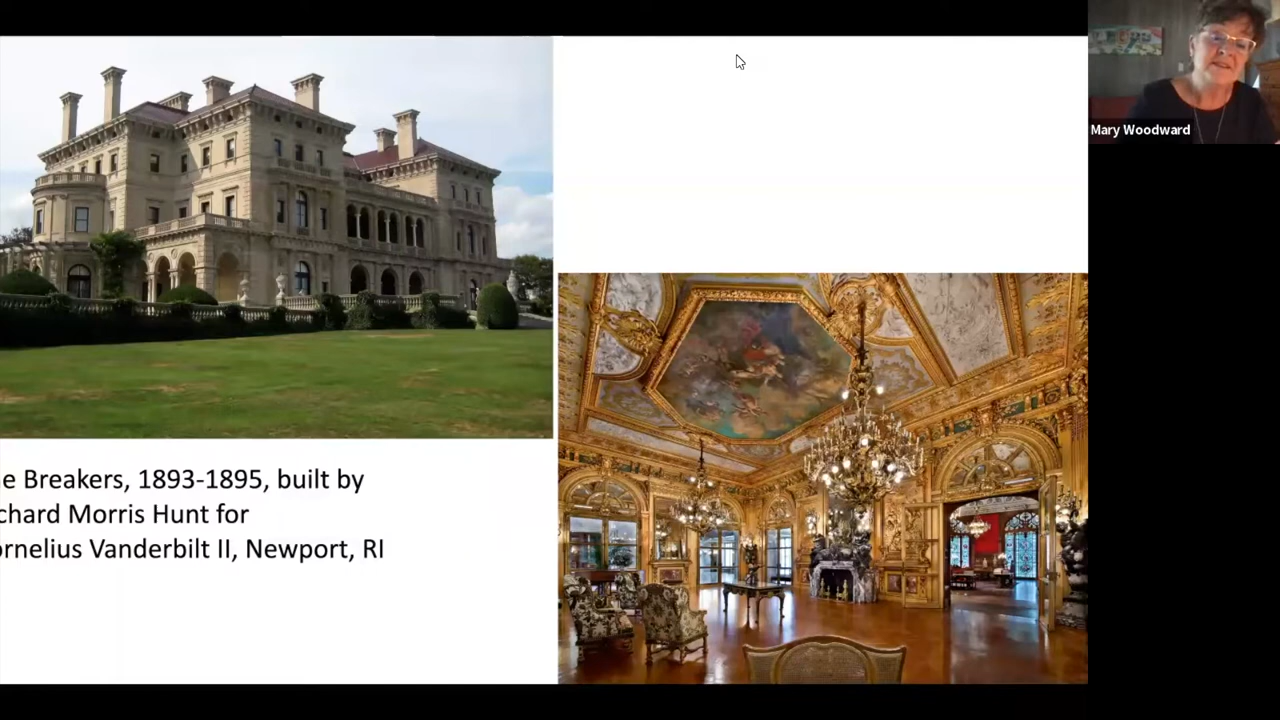 e Breakers, 1893-1895, built by
chard Morris Hunt for
ornelius Vanderbilt II, Newport, RI
Mary Woodward